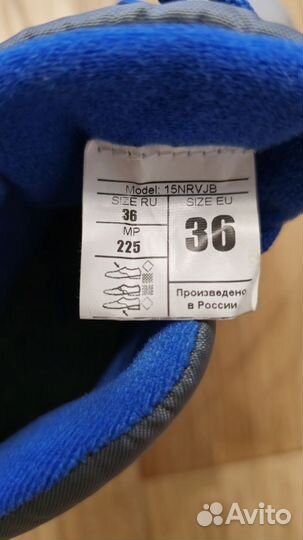 Model: 15NRVJB
SIZE RU
36
MP
225
SIZE EU
36
Произведено
в России
Avito